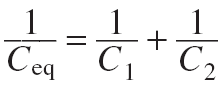 1/C_eq = 1/C_1 + 1/C_2